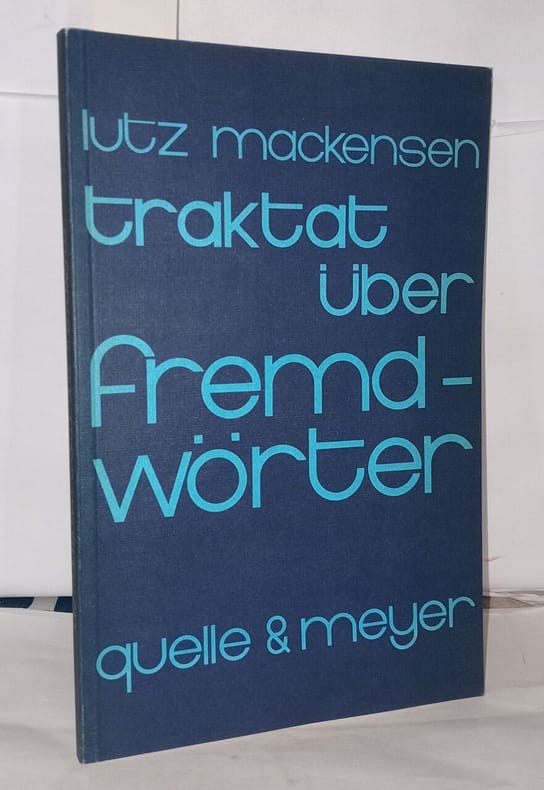 lutz mackensen
traktat
über
fremd-
wörter
quelle & meyer